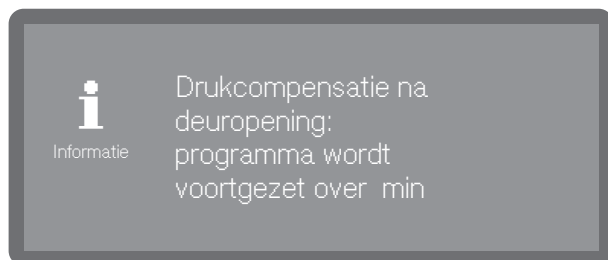 Informatie
Drukcompensatie na
deuropening:
programma wordt
voortgezet over  min